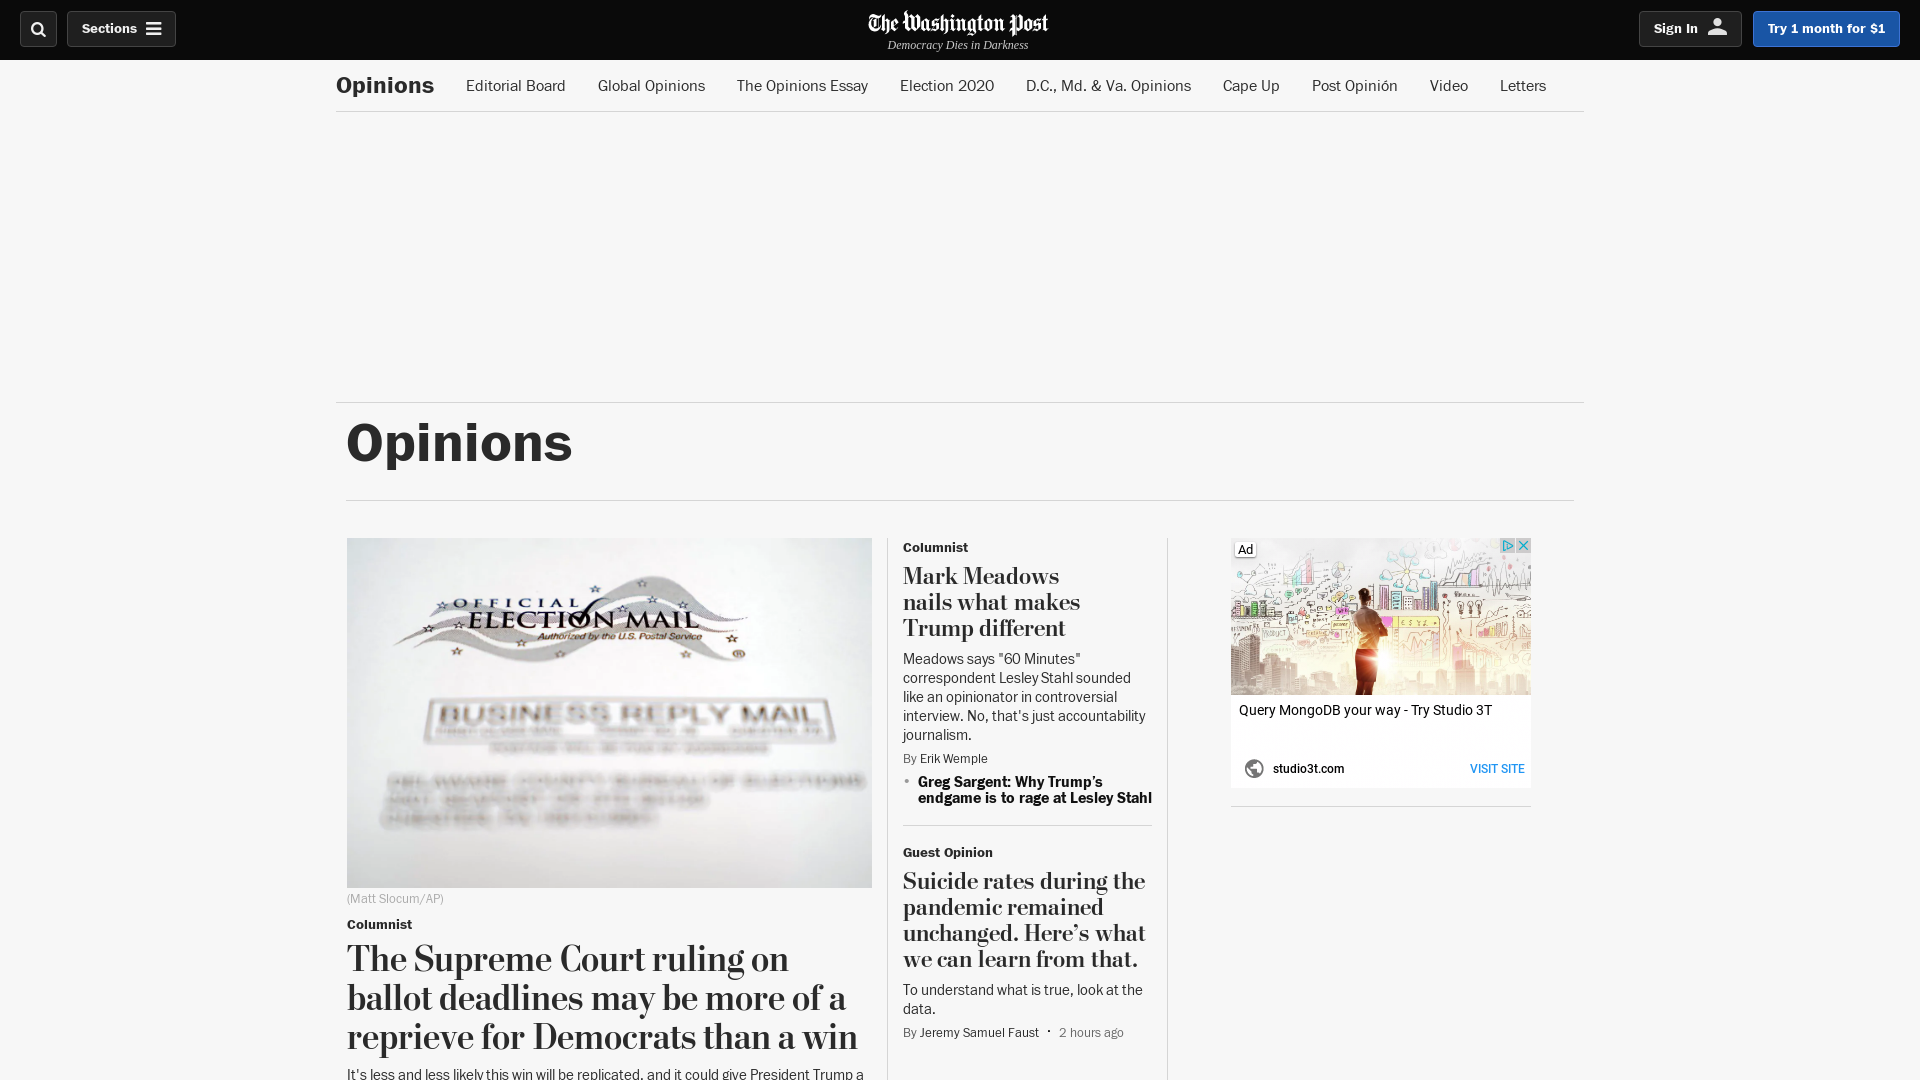 Sections
The Washington Post
Democracy Dies in Darkness
Sign In
Try 1 month for $1
Opinions
Editorial Board
Global Opinions
The Opinions Essay
Election 2020
D.C., Md. & Va. Opinions
Cape Up
Post Opinión
Video
Letters
Opinions
OFFICIAL
ELECTION MAIL
Authorized by the U.S. Postal Service
®
BUSINESS REPLY MAIL
(Matt Slocum/AP)
Columnist
The Supreme Court ruling on
ballot deadlines may be more of a
reprieve for Democrats than a win
It's less and less likely this win will be replicated, and it could give President Trump a
Columnist
Mark Meadows
nails what makes
Trump different
Meadows says "60 Minutes"
correspondent Lesley Stahl sounded
like an opinionator in controversial
interview. No, that's just accountability
journalism.
By Erik Wemple
• Greg Sargent: Why Trump’s
endgame is to rage at Lesley Stahl
Guest Opinion
Suicide rates during the
pandemic remained
unchanged. Here’s what
we can learn from that.
To understand what is true, look at the
data.
By Jeremy Samuel Faust • 2 hours ago
Ad
PRODUCT
Query MongoDB your way - Try Studio 3T
studio3t.com
VISIT SITE